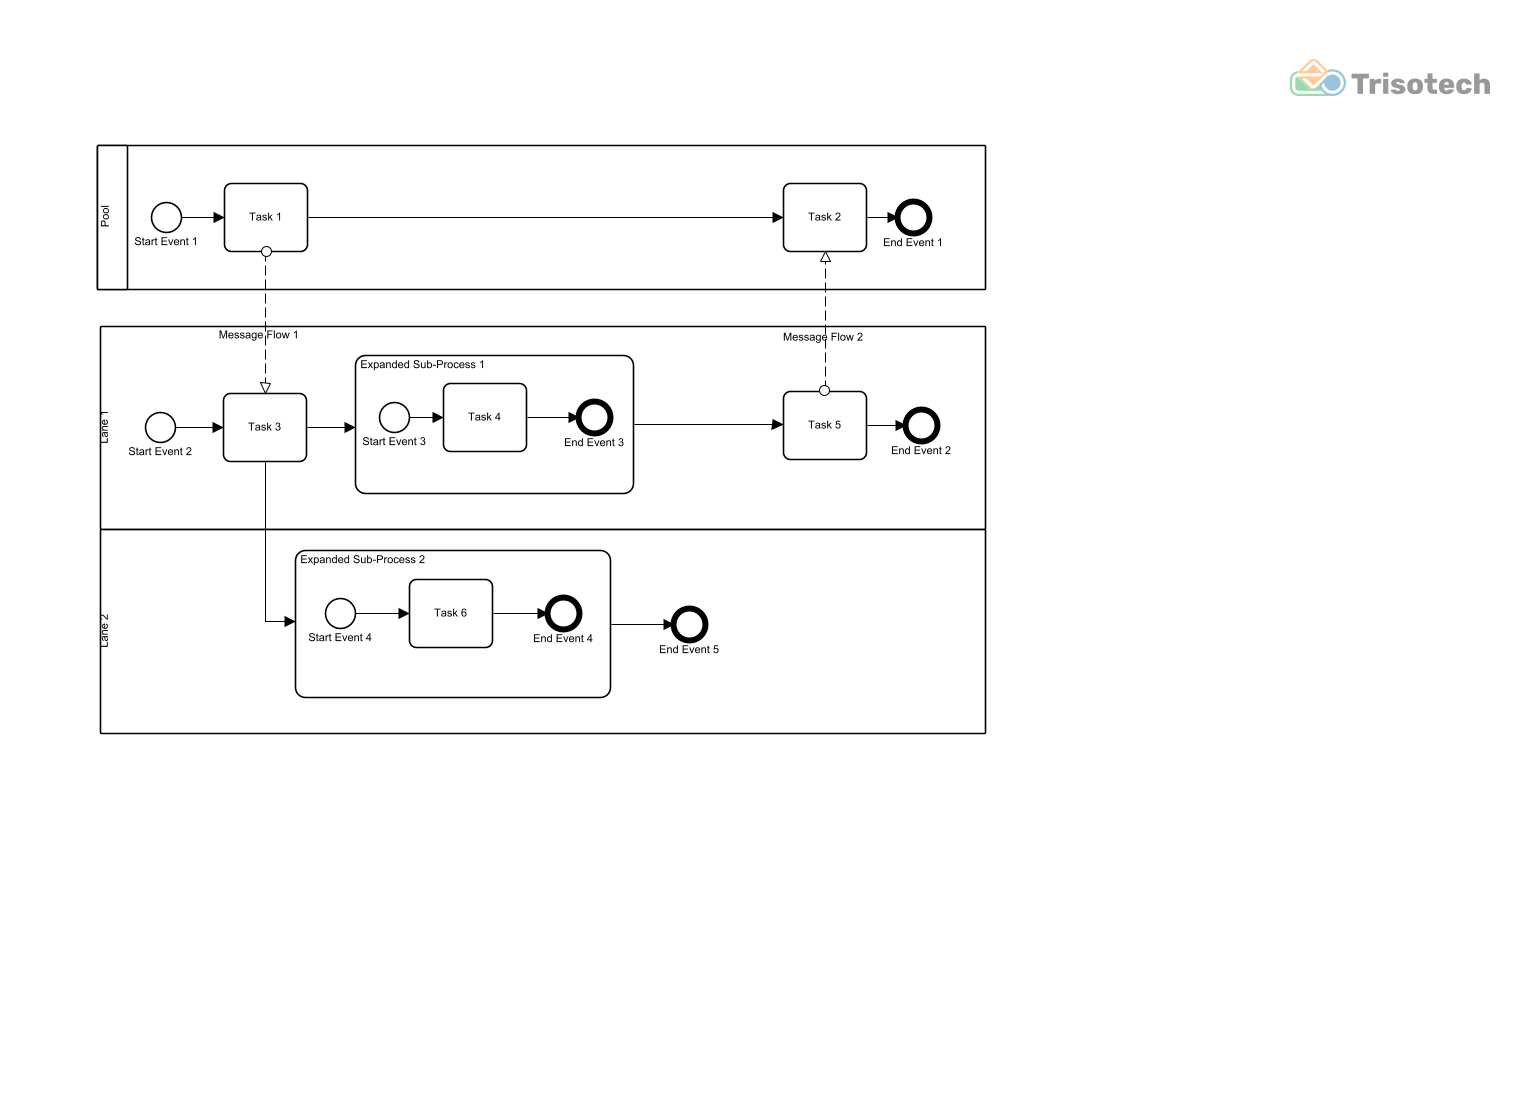 Trisotech
Pool
Task 1
Task 2
Start Event 1
End Event 1
Message Flow 1
Message Flow 2
Expanded Sub-Process 1
Lane 1
Task 3
Task 4
Task 5
Start Event 2
Start Event 3
End Event 3
End Event 2
Expanded Sub-Process 2
Lane 2
Task 6
Start Event 4
End Event 4
End Event 5